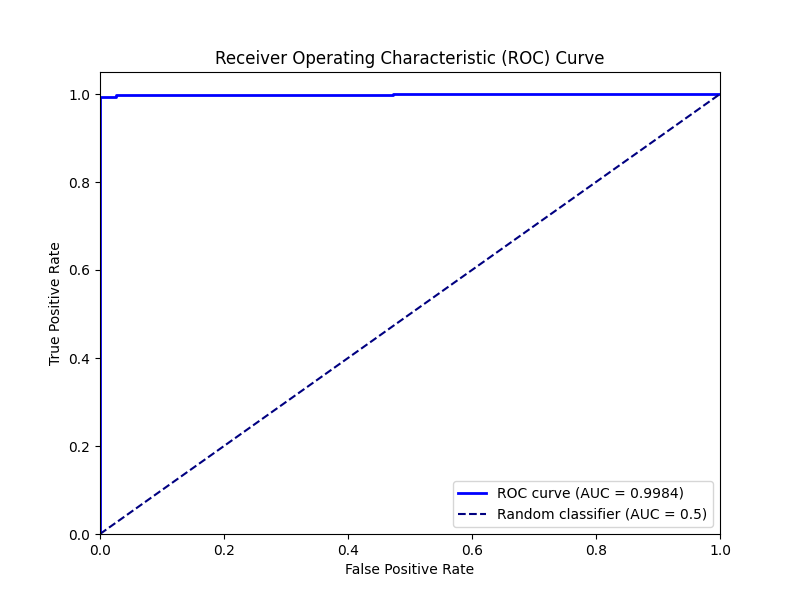 Receiver Operating Characteristic (ROC) Curve
True Positive Rate
1.0
0.8
0.6
0.4
0.2
0.0
0.0 0.2 0.4 0.6 0.8 1.0
False Positive Rate
ROC curve (AUC = 0.9984)
Random classifier (AUC = 0.5)